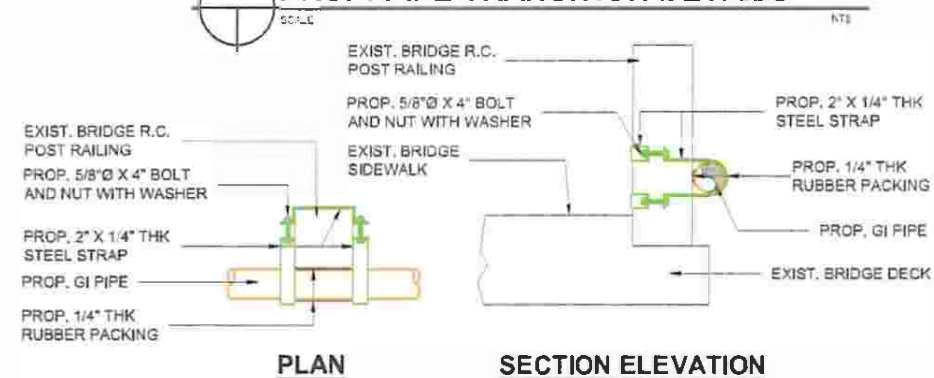 SCALE
NTS
EXIST. BRIDGE R.C.
POST RAILING
PROP. 5/8"Ø X 4" BOLT
AND NUT WITH WASHER
PROP. 2" X 1/4" THK
STEEL STRAP
PROP. GI PIPE
PROP. 1/4" THK
RUBBER PACKING
PLAN
EXIST. BRIDGE R.C.
POST RAILING
PROP. 5/8"Ø X 4" BOLT
AND NUT WITH WASHER
EXIST. BRIDGE
SIDEWALK
PROP. 2" X 1/4" THK
STEEL STRAP
PROP. 1/4" THK
RUBBER PACKING
PROP. GI PIPE
EXIST. BRIDGE DECK
SECTION ELEVATION